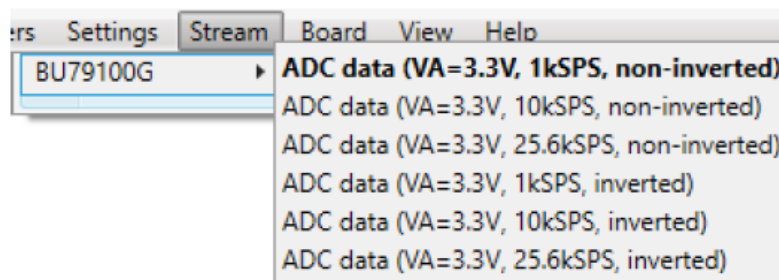 ers Settings Stream Board View Help
BU79100G
ADC data (VA=3.3V, 1kSPS, non-inverted)
ADC data (VA=3.3V, 10kSPS, non-inverted)
ADC data (VA=3.3V, 25.6kSPS, non-inverted)
ADC data (VA=3.3V, 1kSPS, inverted)
ADC data (VA=3.3V, 10kSPS, inverted)
ADC data (VA=3.3V, 25.6kSPS, inverted)